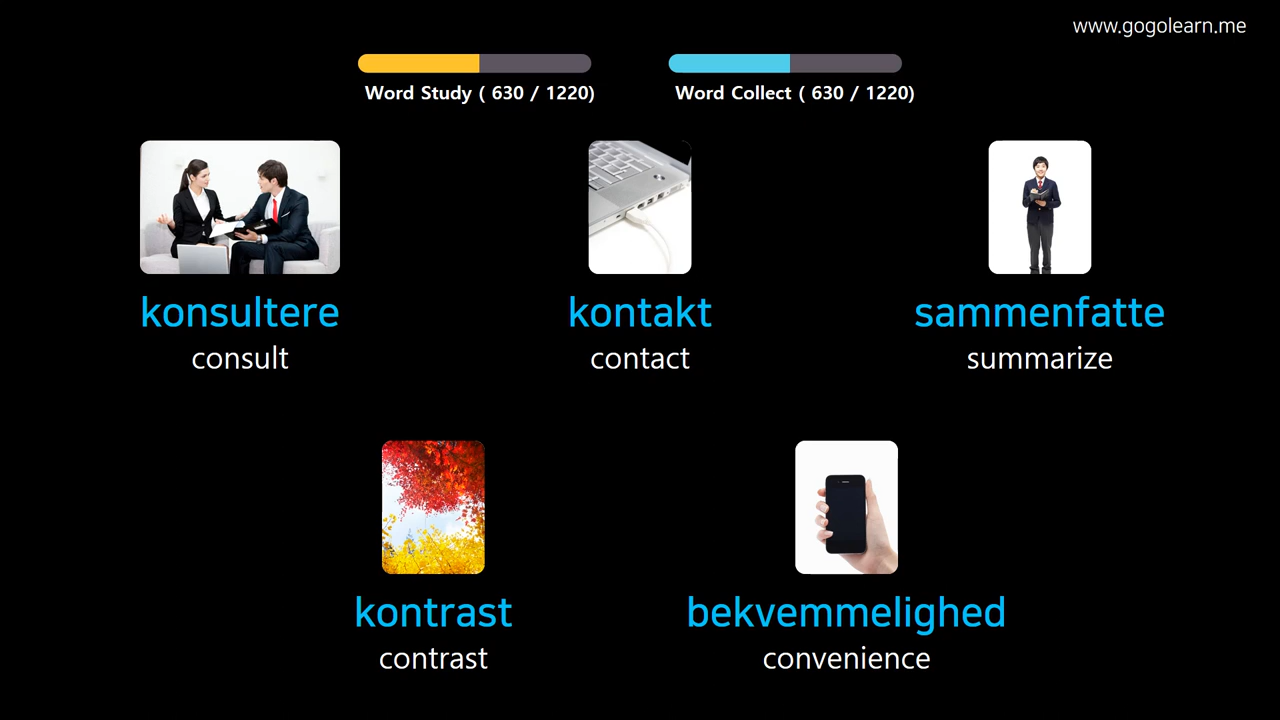 www.gogolearn.me
Word Study ( 630 / 1220)
Word Collect ( 630 / 1220)
konsultere
consult
kontakt
contact
sammenfatte
summarize
kontrast
contrast
bekvemmelighed
convenience